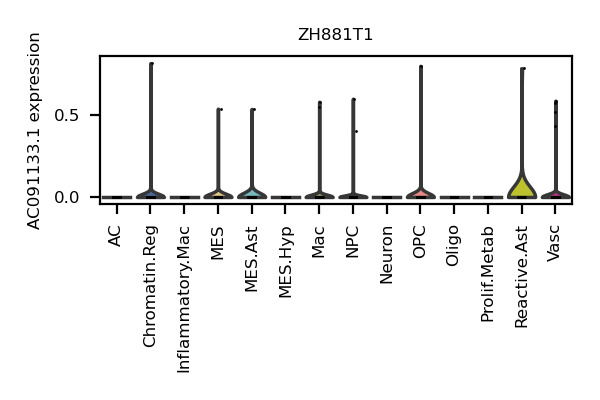 ZH881T1
AC091133.1 expression
0.5
0.0
AC
Chromatin.Reg
Inflammatory.Mac
MES
MES.Ast
MES.Hyp
Mac
NPC
Neuron
OPC
Oligo
Prolif.Metab
Reactive.Ast
Vasc